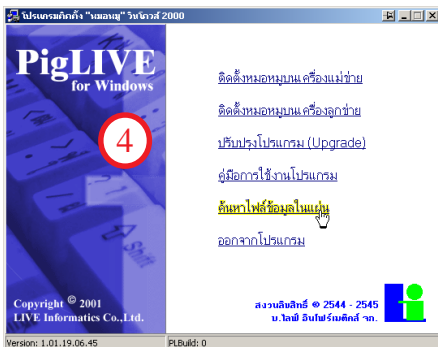 โปรแกรมติดตั้ง "หมอหมู" วินโดวส์ 2000
PigLIVE
for Windows
4
ติดตั้งหมอหมูบนเครื่องแม่ข่าย
ติดตั้งหมอหมูบนเครื่องลูกข่าย
ปรับปรุงโปรแกรม (Upgrade)
คู่มือการใช้งานโปรแกรม
ค้นหาไฟล์ข้อมูลในแผ่น
ออกจากโปรแกรม
Copyright © 2001
LIVE Informatics Co.,Ltd.
สงวนลิขสิทธิ์ © 2544 - 2545
บ.ไลฟ์ อินโฟร์เมติกส์ จก.
Version: 1.01.19.06.45
PLBuild: 0